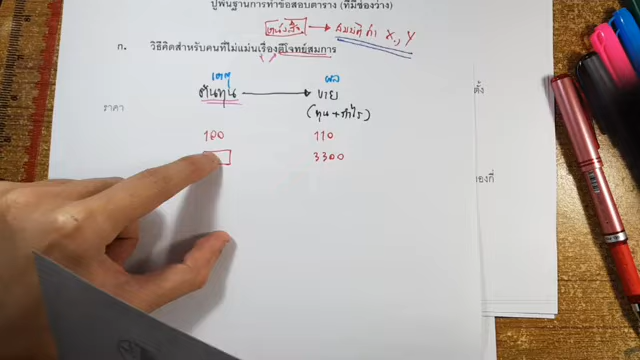 ปูพื้นฐานการทำข้อสอบตาราง (ที่มีช่องว่าง)
หนังสือ → สมมติ ค่า X, Y
ก. วิธีคิดสำหรับคนที่ไม่แม่นเรื่องตีโจทย์สมการ
เหตุ ผล
ต้นทุน → ขาย
(ทุน + กำไร)
ราคา
100 110
3300
ตั้ง
องกี่